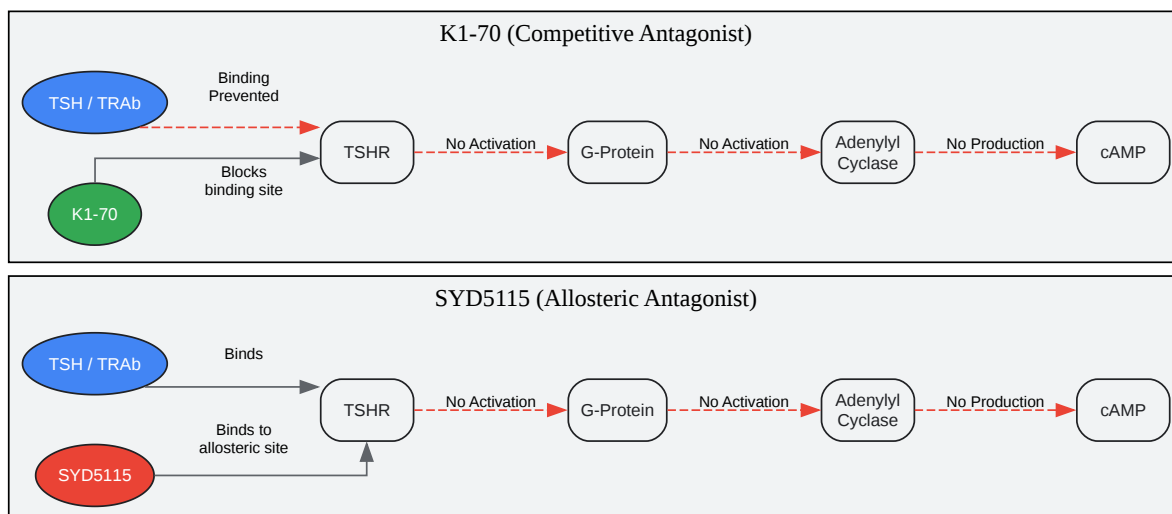 K1-70 (Competitive Antagonist)
TSH / TRAb
Binding
Prevented
TSHR
No Activation
G-Protein
No Activation
Adenylyl
Cyclase
No Production
cAMP
Blocks
binding site
K1-70
SYD5115 (Allosteric Antagonist)
TSH / TRAb
Binds
TSHR
No Activation
G-Protein
No Activation
Adenylyl
Cyclase
No Production
cAMP
Binds to
allosteric site
SYD5115